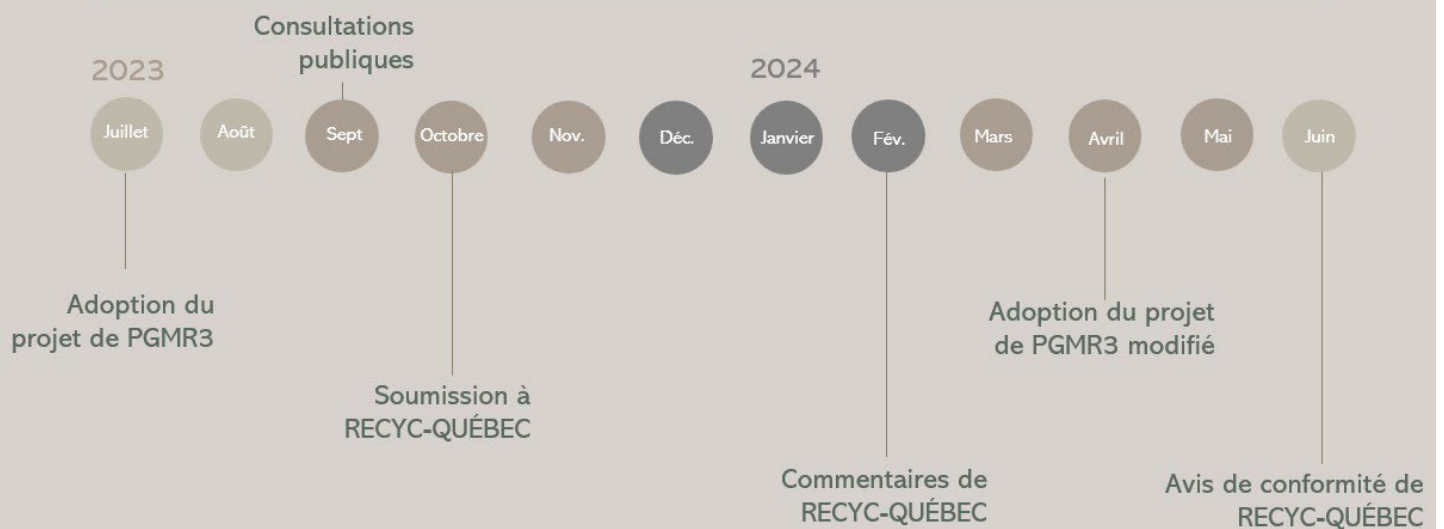 Consultations
publiques
2023
2024
Juillet
Août
Sept
Octobre
Nov.
Déc.
Janvier
Fév.
Mars
Avril
Mai
Juin
Adoption du
projet de PGMR3
Adoption du projet
de PGMR3 modifié
Soumission à
RECYC-QUÉBEC
Commentaires de
RECYC-QUÉBEC
Avis de conformité de
RECYC-QUÉBEC